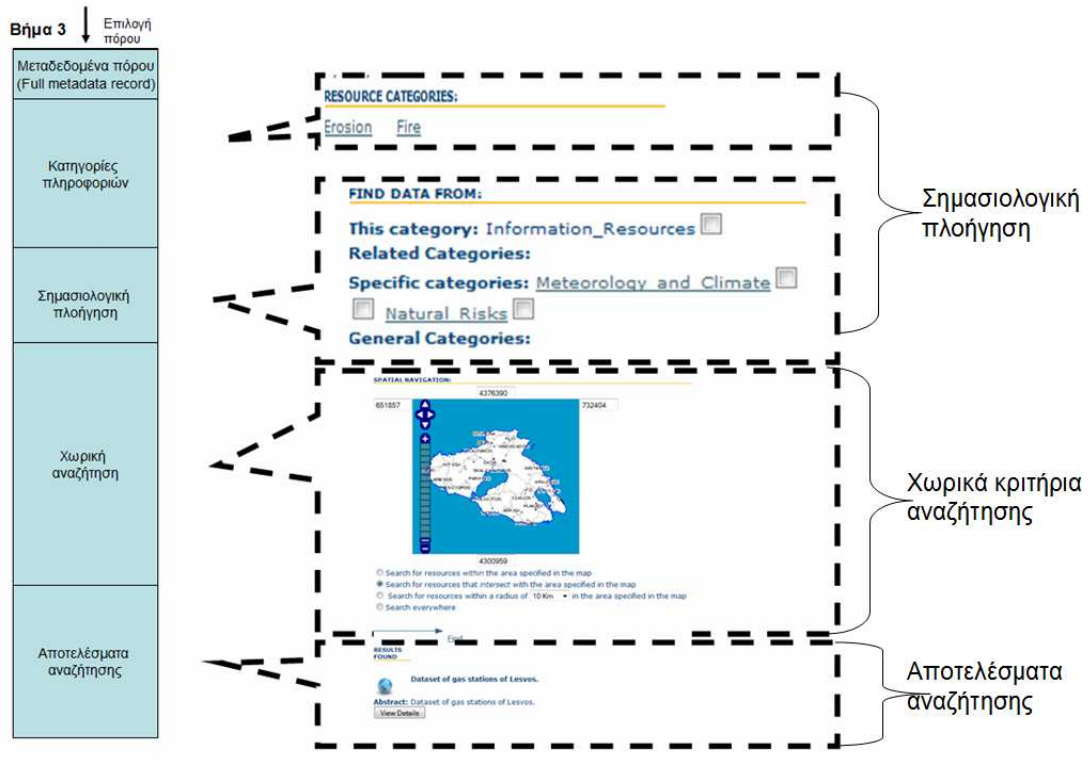 Βήμα 3
Επιλογή
πόρου
Μεταδεδομένα πόρου
(Full metadata record)
Κατηγορίες
πληροφοριών
Σημασιολογική
πλοήγηση
Χωρική
αναζήτηση
Αποτελέσματα
αναζήτησης
RESOURCE CATEGORIES:
Erosion Fire
FIND DATA FROM:
This category: Information_Resources
Related Categories:
Specific categories: Meteorology_and_Climate
Natural_Risks
General Categories:
Σημασιολογική
πλοήγηση
SPATIAL NAVIGATION:
4376390
651857
732404
4300959
Search for resources within the area specified in the map
Search for resources that intersect with the area specified in the map
Search for resources within a radius of 10 Km in the area specified in the map
Search everywhere
Find
Χωρικά κριτήρια
αναζήτησης
RESULTS
FOUND
Dataset of gas stations of Lesvos.
Abstract: Dataset of gas stations of Lesvos.
View Details
Αποτελέσματα
αναζήτησης